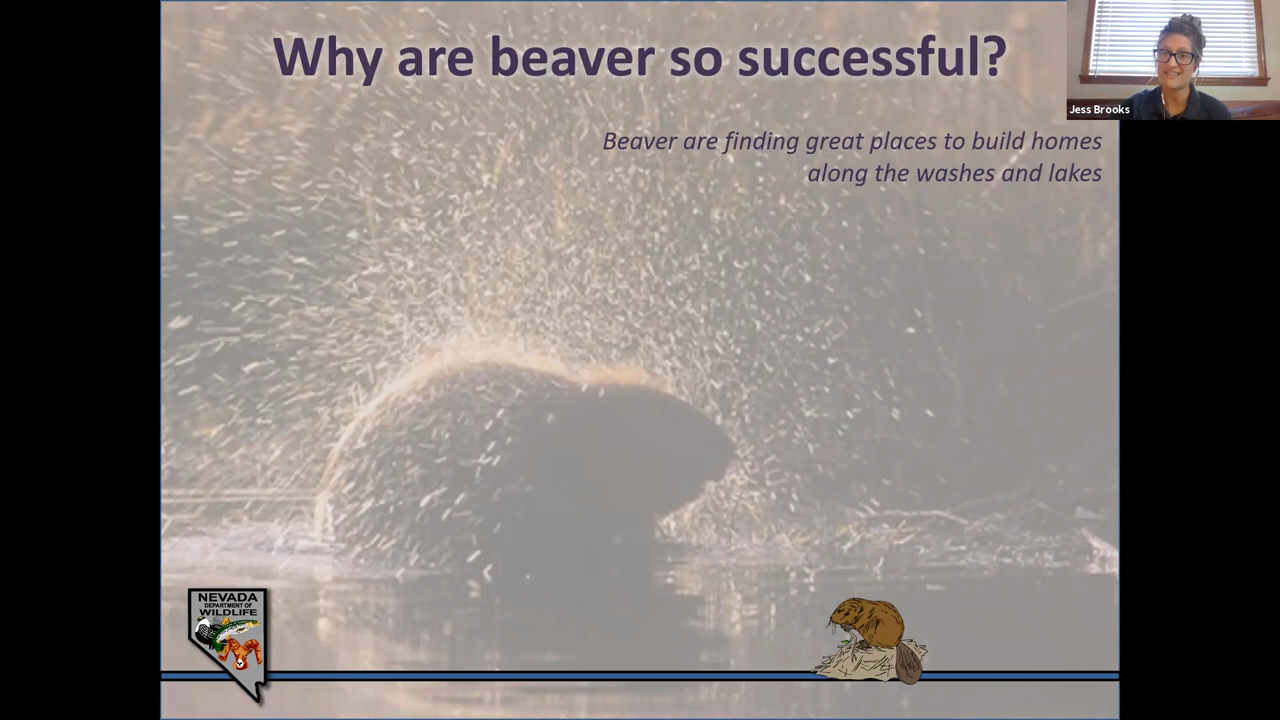 Why are beaver so successful?
Jess Brooks
Beaver are finding great places to build homes
along the washes and lakes
NEVADA
DEPARTMENT OF
WILDLIFE